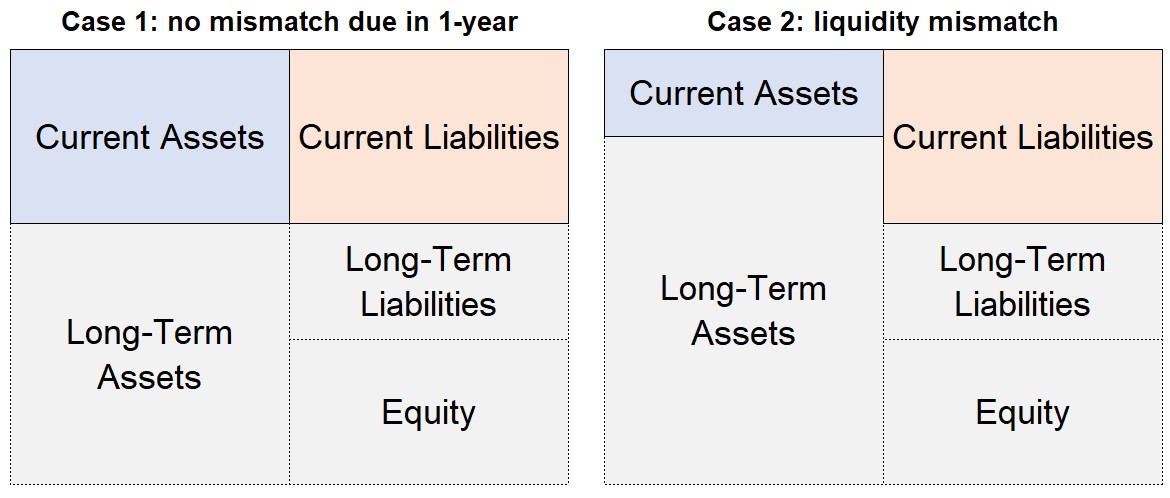 Case 1: no mismatch due in 1-year
Current Assets
Current Liabilities
Long-Term
Assets
Long-Term
Liabilities
Equity
Case 2: liquidity mismatch
Current Assets
Current Liabilities
Long-Term
Assets
Long-Term
Liabilities
Equity